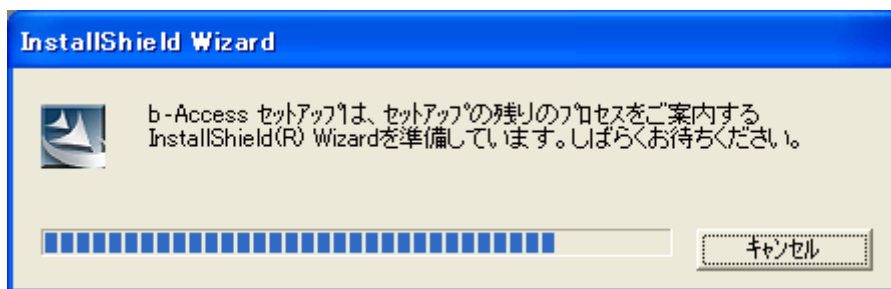 InstallShield Wizard
b-Access セットアップは、セットアップの残りのプロセスをご案内する
InstallShield(R) Wizardを準備しています。しばらくお待ちください。
キャンセル